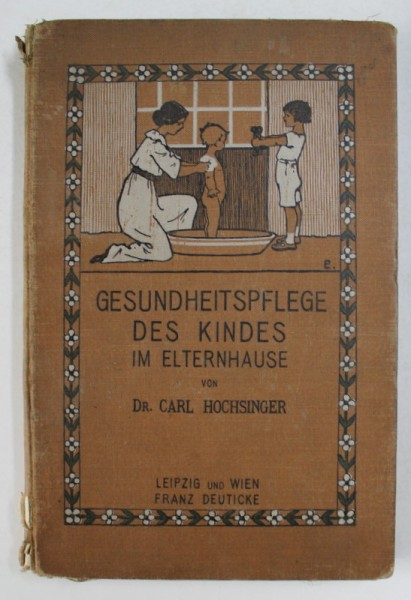 E.
GESUNDHEITSPFLEGE
DES KINDES
IM ELTERNHAUSE
VON
DR. CARL HOCHSINGER
LEIPZIG UND WIEN
FRANZ DEUTICKE